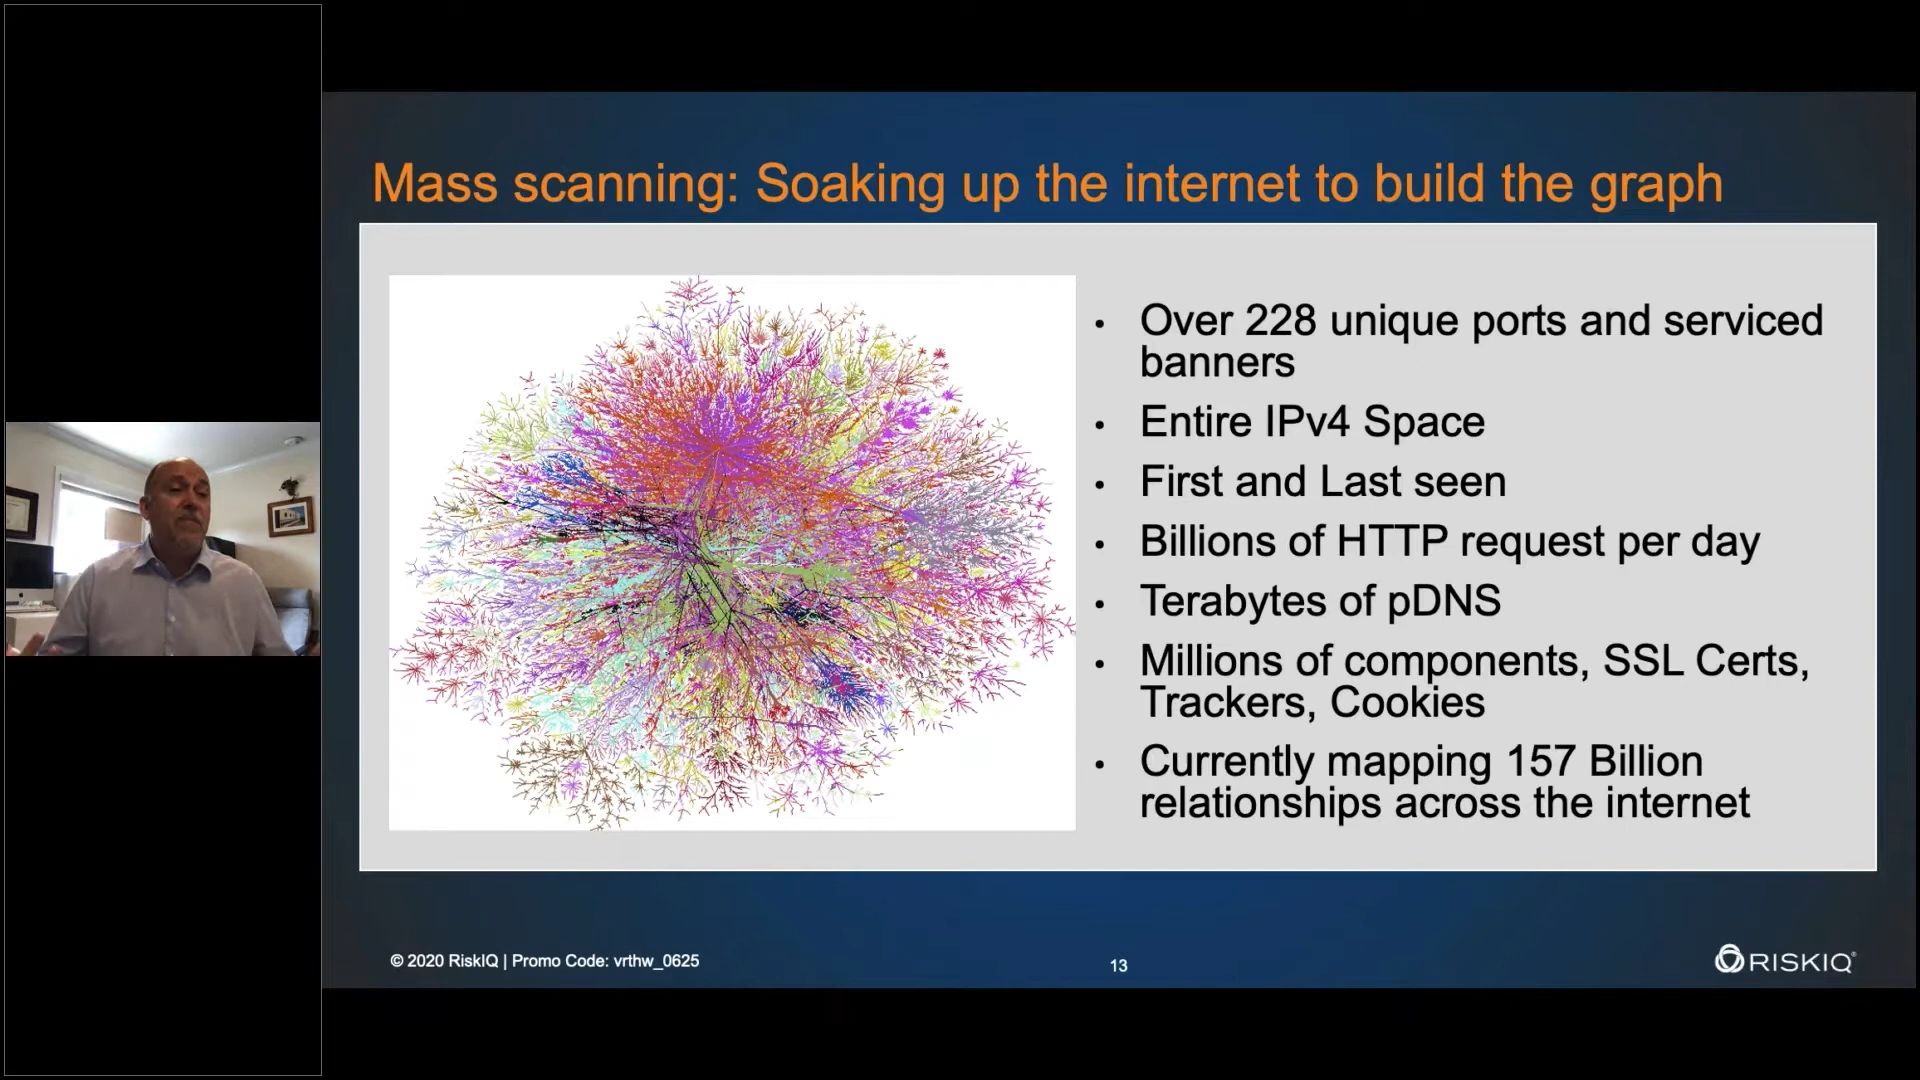 Mass scanning: Soaking up the internet to build the graph
• Over 228 unique ports and serviced
banners
• Entire IPv4 Space
• First and Last seen
• Billions of HTTP request per day
• Terabytes of pDNS
• Millions of components, SSL Certs,
Trackers, Cookies
• Currently mapping 157 Billion
relationships across the internet
© 2020 RiskIQ | Promo Code: vrthw_0625
13
RISKIQ